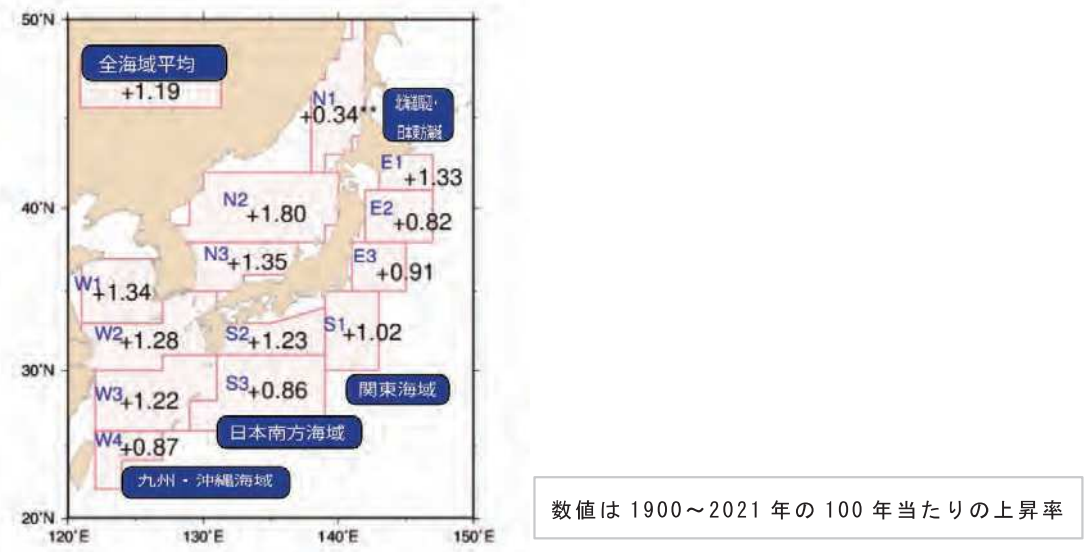 50°N
全海域平均
+1.19
N1
+0.34**
北海道周辺・
日本東方海域
E1
+1.33
40°N
N2
+1.80
E2
+0.82
N3
+1.35
E3
+0.91
W1
+1.34
W2
+1.28
S2
+1.23
S1
+1.02
30°N
W3
+1.22
S3
+0.86
関東海域
日本南方海域
W4
+0.87
九州・沖縄海域
20°N
120°E
130°E
140°E
150°E
数値は1900~2021年の100年当たりの上昇率